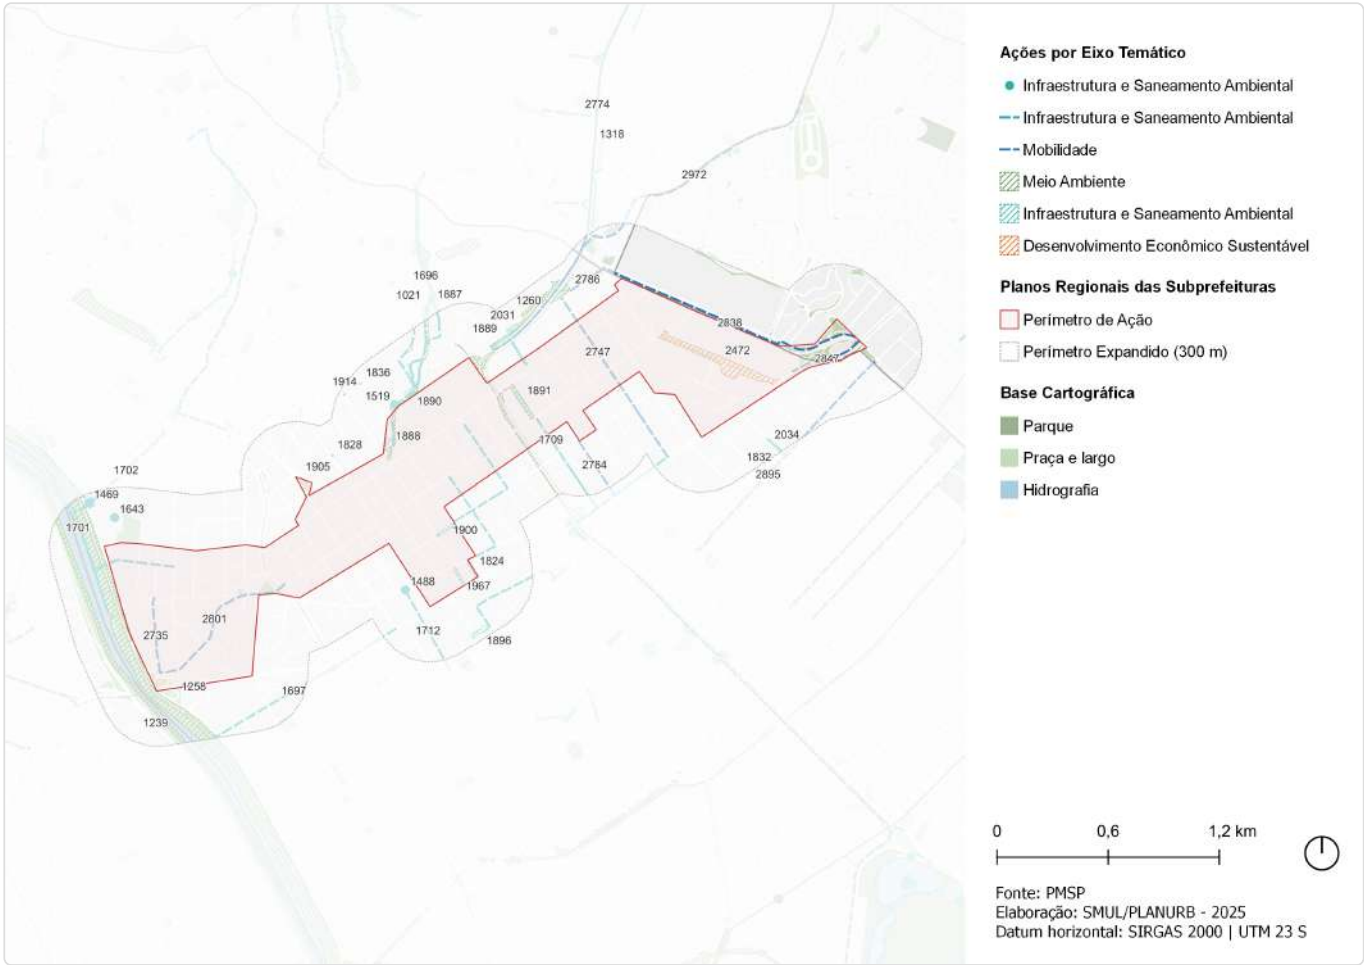 2774
1318
2972
1696
1021
1887
2786
1260
2031
1889
2838
2747
2472
2847
1836
1914
1519
1890
1891
1828
1888
1709
2034
1905
2784
1832
2895
1702
1469
1643
1701
1900
1824
1488
1967
2801
2735
1712
1896
1258
1697
1239
Ações por Eixo Temático
Infraestrutura e Saneamento Ambiental
Infraestrutura e Saneamento Ambiental
Mobilidade
Meio Ambiente
Infraestrutura e Saneamento Ambiental
Desenvolvimento Econômico Sustentável
Planos Regionais das Subprefeituras
Perímetro de Ação
Perímetro Expandido (300 m)
Base Cartográfica
Parque
Praça e largo
Hidrografia
0 0,6 1,2 km
Fonte: PMSP
Elaboração: SMUL/PLANURB - 2025
Datum horizontal: SIRGAS 2000 | UTM 23 S